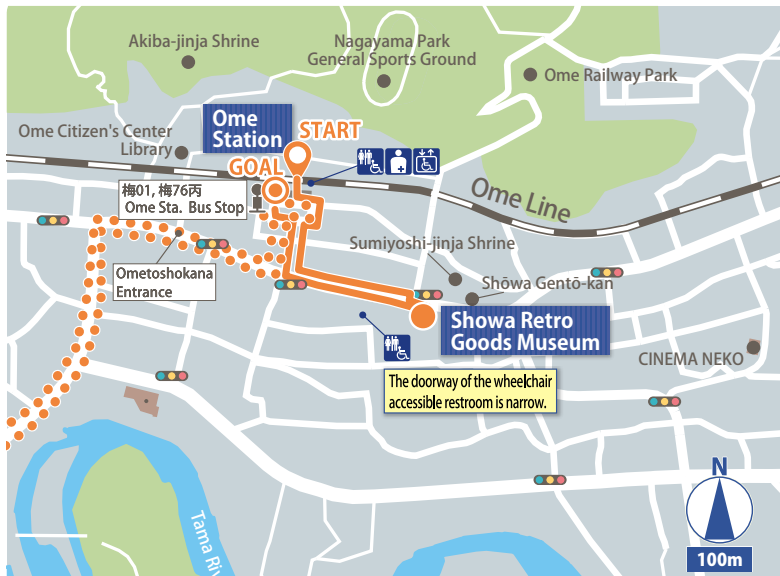 Akiba-jinja Shrine
Nagayama Park
General Sports Ground
Ome Railway Park
Ome
Station
START
Ome Citizen's Center
Library
GOAL
梅01, 梅76丙
Ome Sta. Bus Stop
Ome Line
Ometoshokana
Entrance
Sumiyoshi-jinja Shrine
Shōwa Gentō-kan
Showa Retro
Goods Museum
CINEMA NEKO
The doorway of the wheelchair
accessible restroom is narrow.
Tama Riv
N
100m